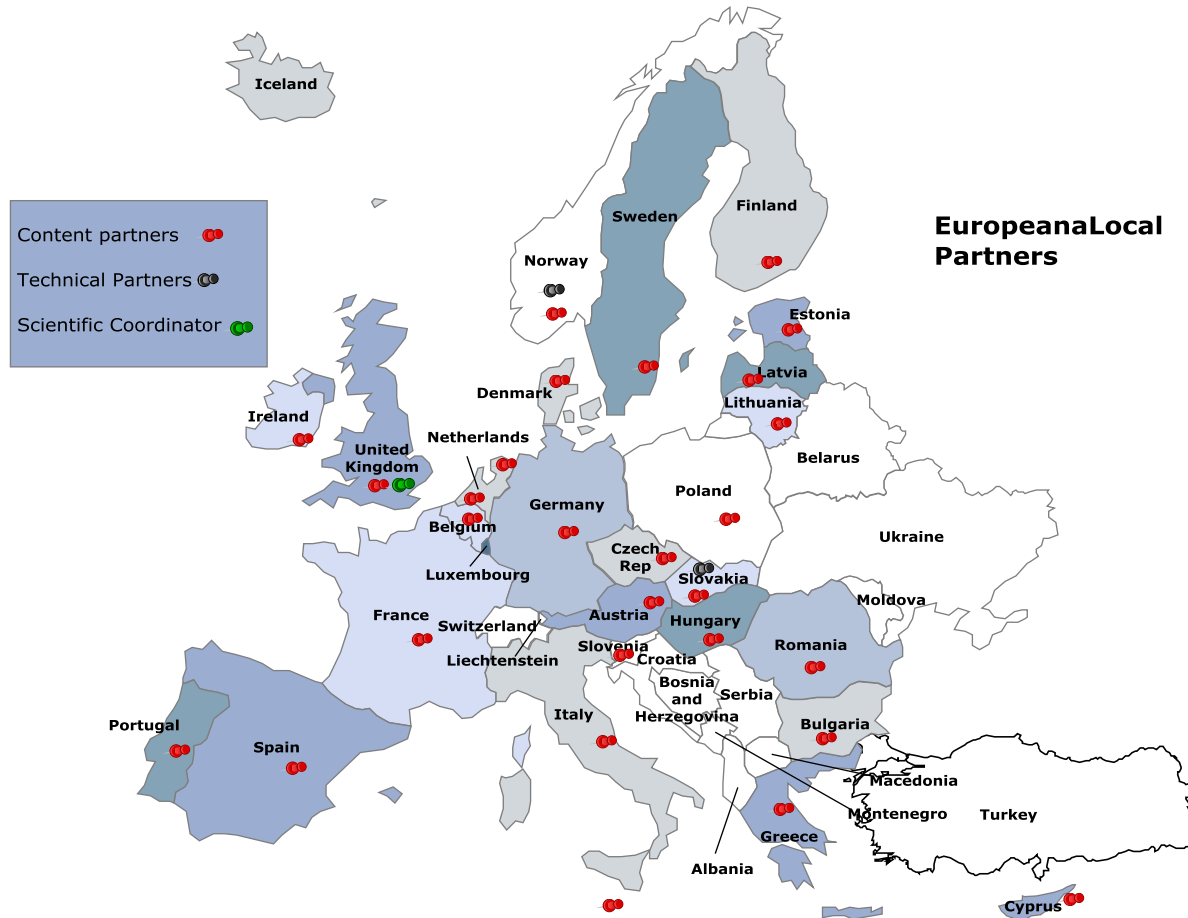 Iceland
EuropeanaLocal
Partners
Content partners
Technical Partners
Scientific Coordinator
Finland
Sweden
Norway
Estonia
Latvia
Denmark
Lithuania
Ireland
Netherlands
United
Kingdom
Belarus
Poland
Germany
Belgium
Ukraine
Czech
Rep
Luxembourg
Slovakia
Moldova
France
Austria
Hungary
Switzerland
Slovenia
Romania
Liechtenstein
Croatia
Bosnia
and
Herzegovina
Serbia
Italy
Portugal
Bulgaria
Spain
Macedonia
Montenegro
Turkey
Greece
Albania
Cyprus